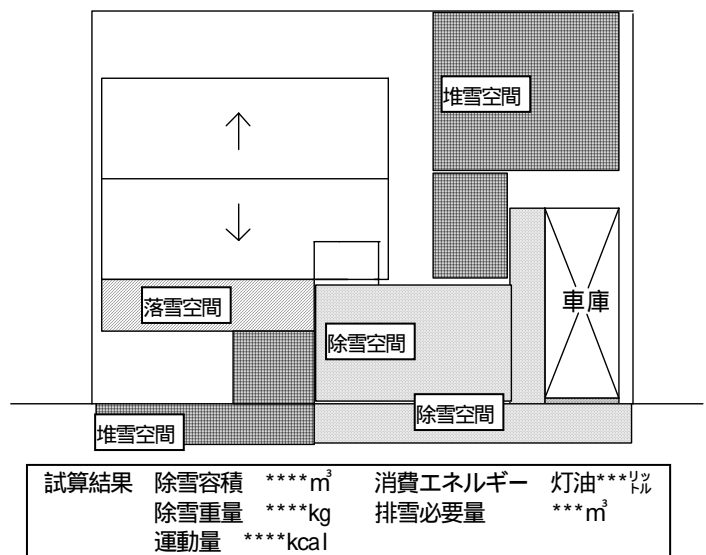 堆雪空間
車庫
落雪空間
除雪空間
除雪空間
堆雪空間
試算結果 除雪容積 ****㎥ 消費エネルギー 灯油***㍑
除雪重量 ****kg 排雪必要量 ***㎥
運動量 ****kcal